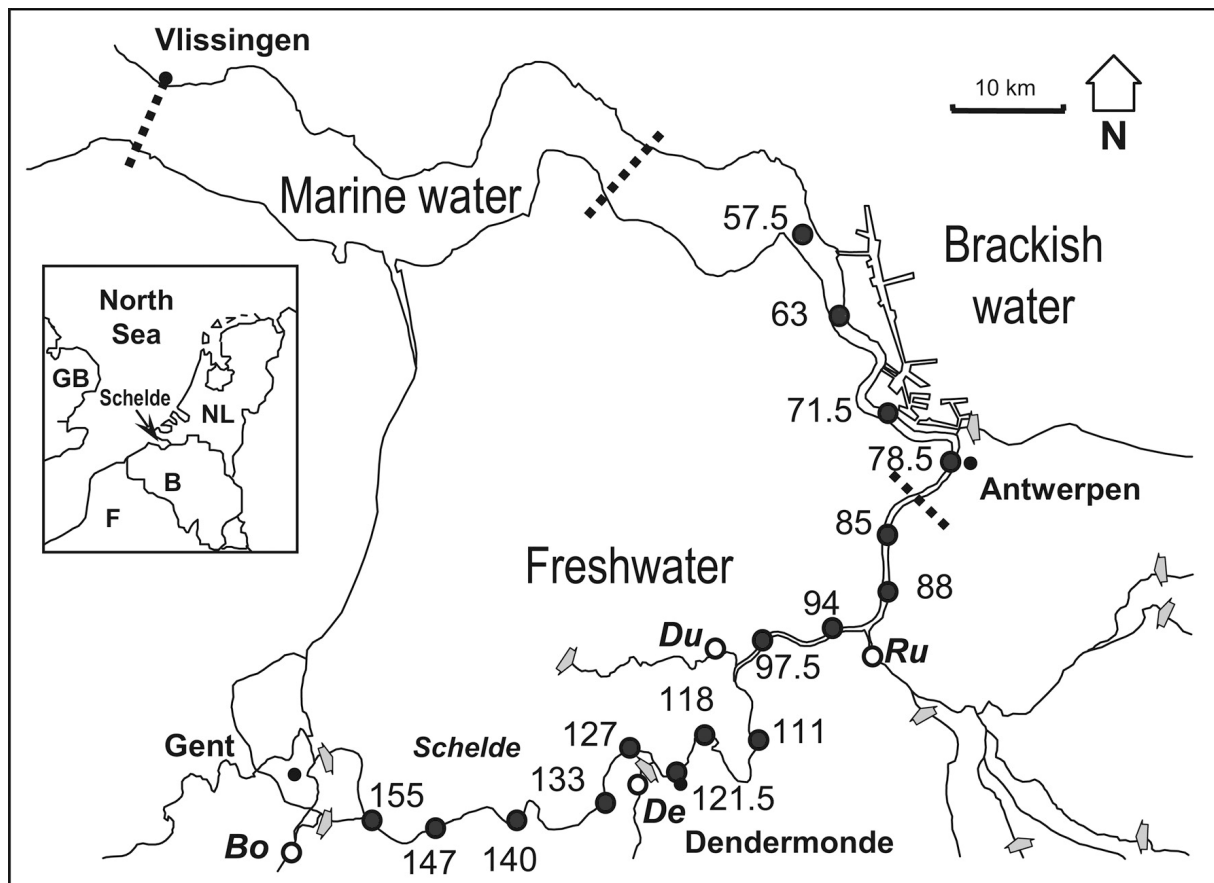 Vlissingen
10 km
N
Marine water
57.5
Brackish
water
North
Sea
63
GB
Schelde
NL
71.5
B
78.5
Antwerpen
F
85
Freshwater
88
94
Du
Ru
97.5
118
111
Gent
Schelde
127
155
133
121.5
De
Dendermonde
Bo
147
140